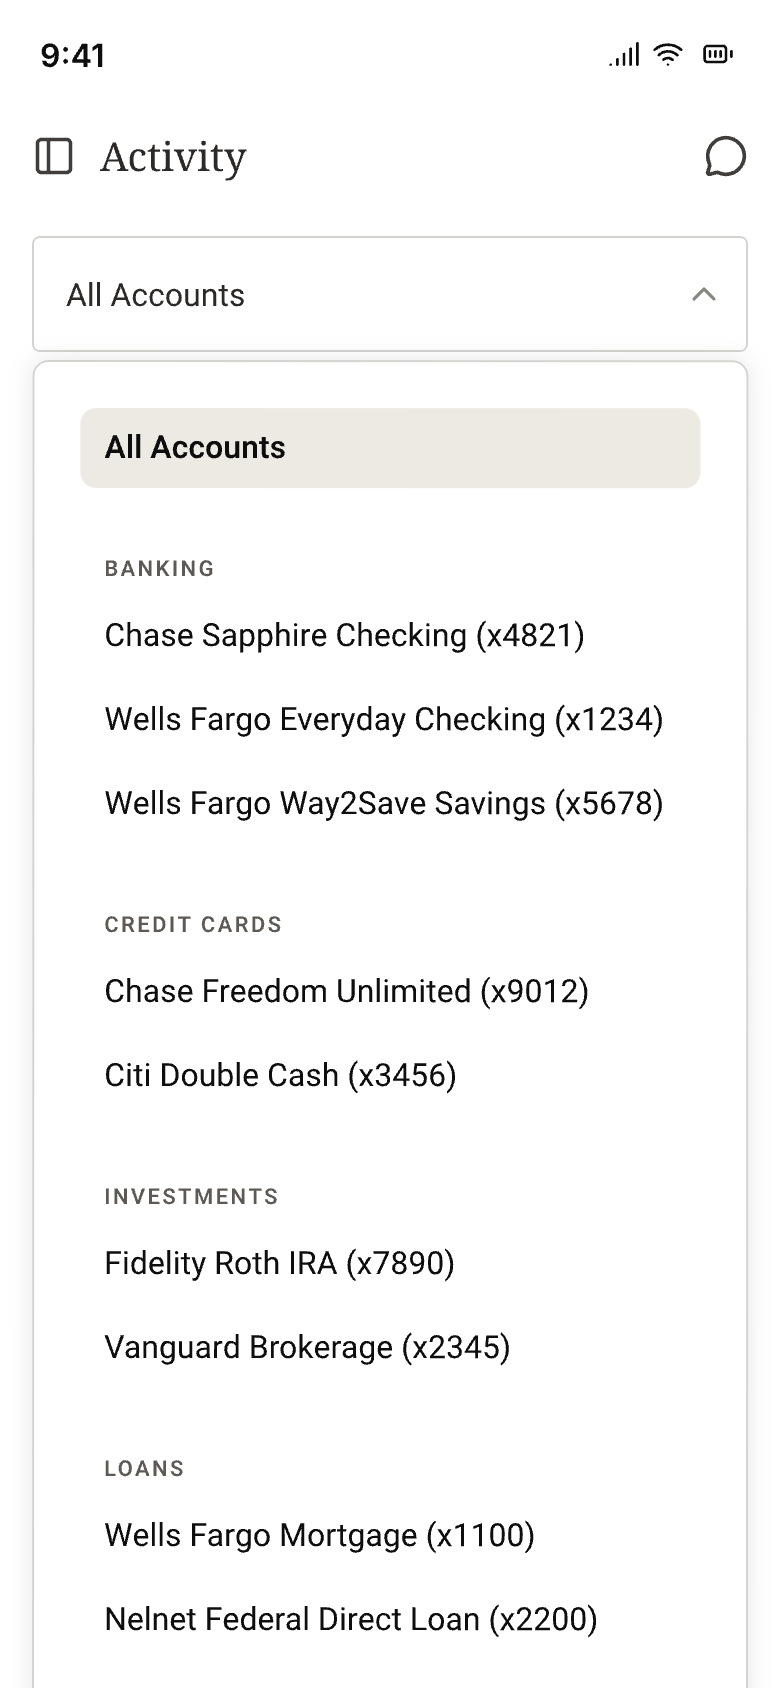 9:41
Activity
All Accounts
All Accounts
BANKING
Chase Sapphire Checking (x4821)
Wells Fargo Everyday Checking (x1234)
Wells Fargo Way2Save Savings (x5678)
CREDIT CARDS
Chase Freedom Unlimited (x9012)
Citi Double Cash (x3456)
INVESTMENTS
Fidelity Roth IRA (x7890)
Vanguard Brokerage (x2345)
LOANS
Wells Fargo Mortgage (x1100)
Nelnet Federal Direct Loan (x2200)